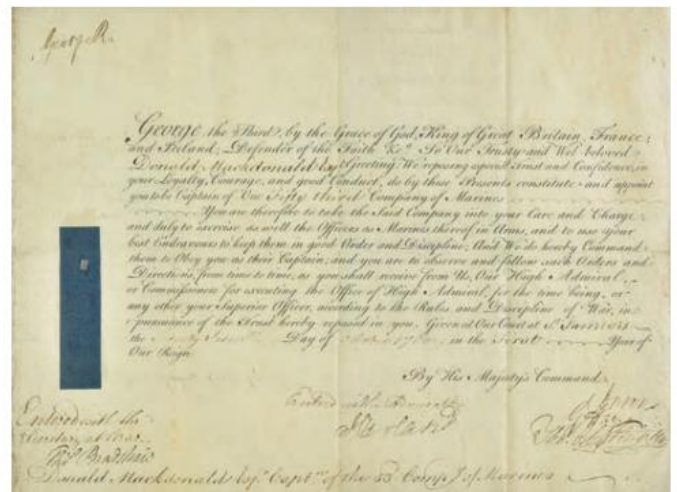 George R
George the Third, by the Grace of God, King of Great Britain, France,
and Ireland, Defender of the Faith &c. To Our Trusty and Wel beloved
Donald Mackdonald Esqr. Greeting. We reposing especial Trust and Confidence in
your Loyalty, Courage, and good Conduct, do by these Presents constitute and appoint
you to be Captain of Our Fifty third Company of Marines
You are therefore to take the said Company into your Care and Charge
and duly to Exercise as well the Officers as Marines thereof in Arms, and to use your
best Endeavours to keep them in good Order and Discipline; And We do hereby Command
them to Obey you as their Captain; and you are to observe and follow such Orders and
Directions, from time to time, as you shall receive from Us, Our High Admiral
or Commissioners for executing the Office of High Admiral, for the time being, or
any other your Superior Officer, according to the Rules and Discipline of War, in
pursuance of the Trust hereby reposed in you. Given at Our Court at St. James's
the Day of in the First Year of
Our Reign.
By His Majesty's Command,
Entered with the
Secretary at War
Thos. Bradshaw
Donald Mackdonald Esqr. Captn. of the 53 Compy. of Marines